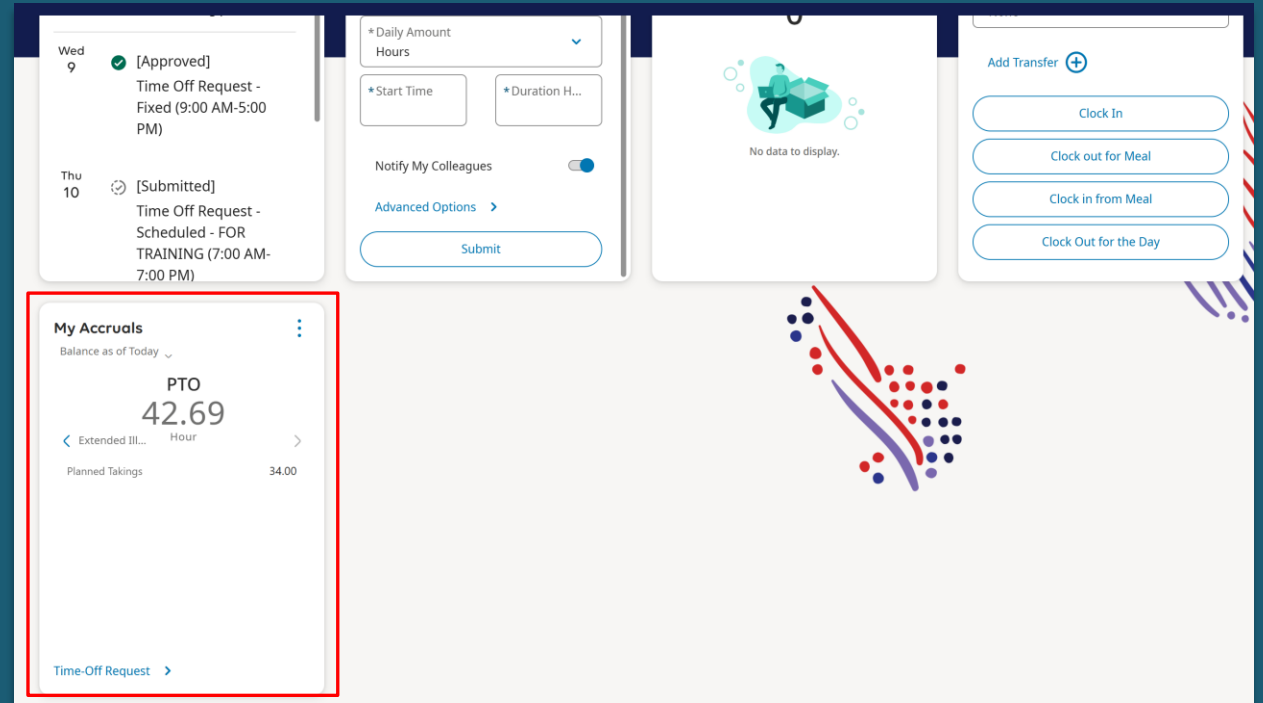 Wed
9
[Approved]
Time Off Request -
Fixed (9:00 AM-5:00
PM)
Thu
10
[Submitted]
Time Off Request -
Scheduled - FOR
TRAINING (7:00 AM-
7:00 PM)
* Daily Amount
Hours
*Start Time
*Duration H...
Notify My Colleagues
Advanced Options
Submit
No data to display.
Add Transfer
Clock In
Clock out for Meal
Clock in from Meal
Clock Out for the Day
My Accruals
Balance as of Today
PTO
42.69
Extended Ill...
Hour
Planned Takings 34.00
Time-Off Request